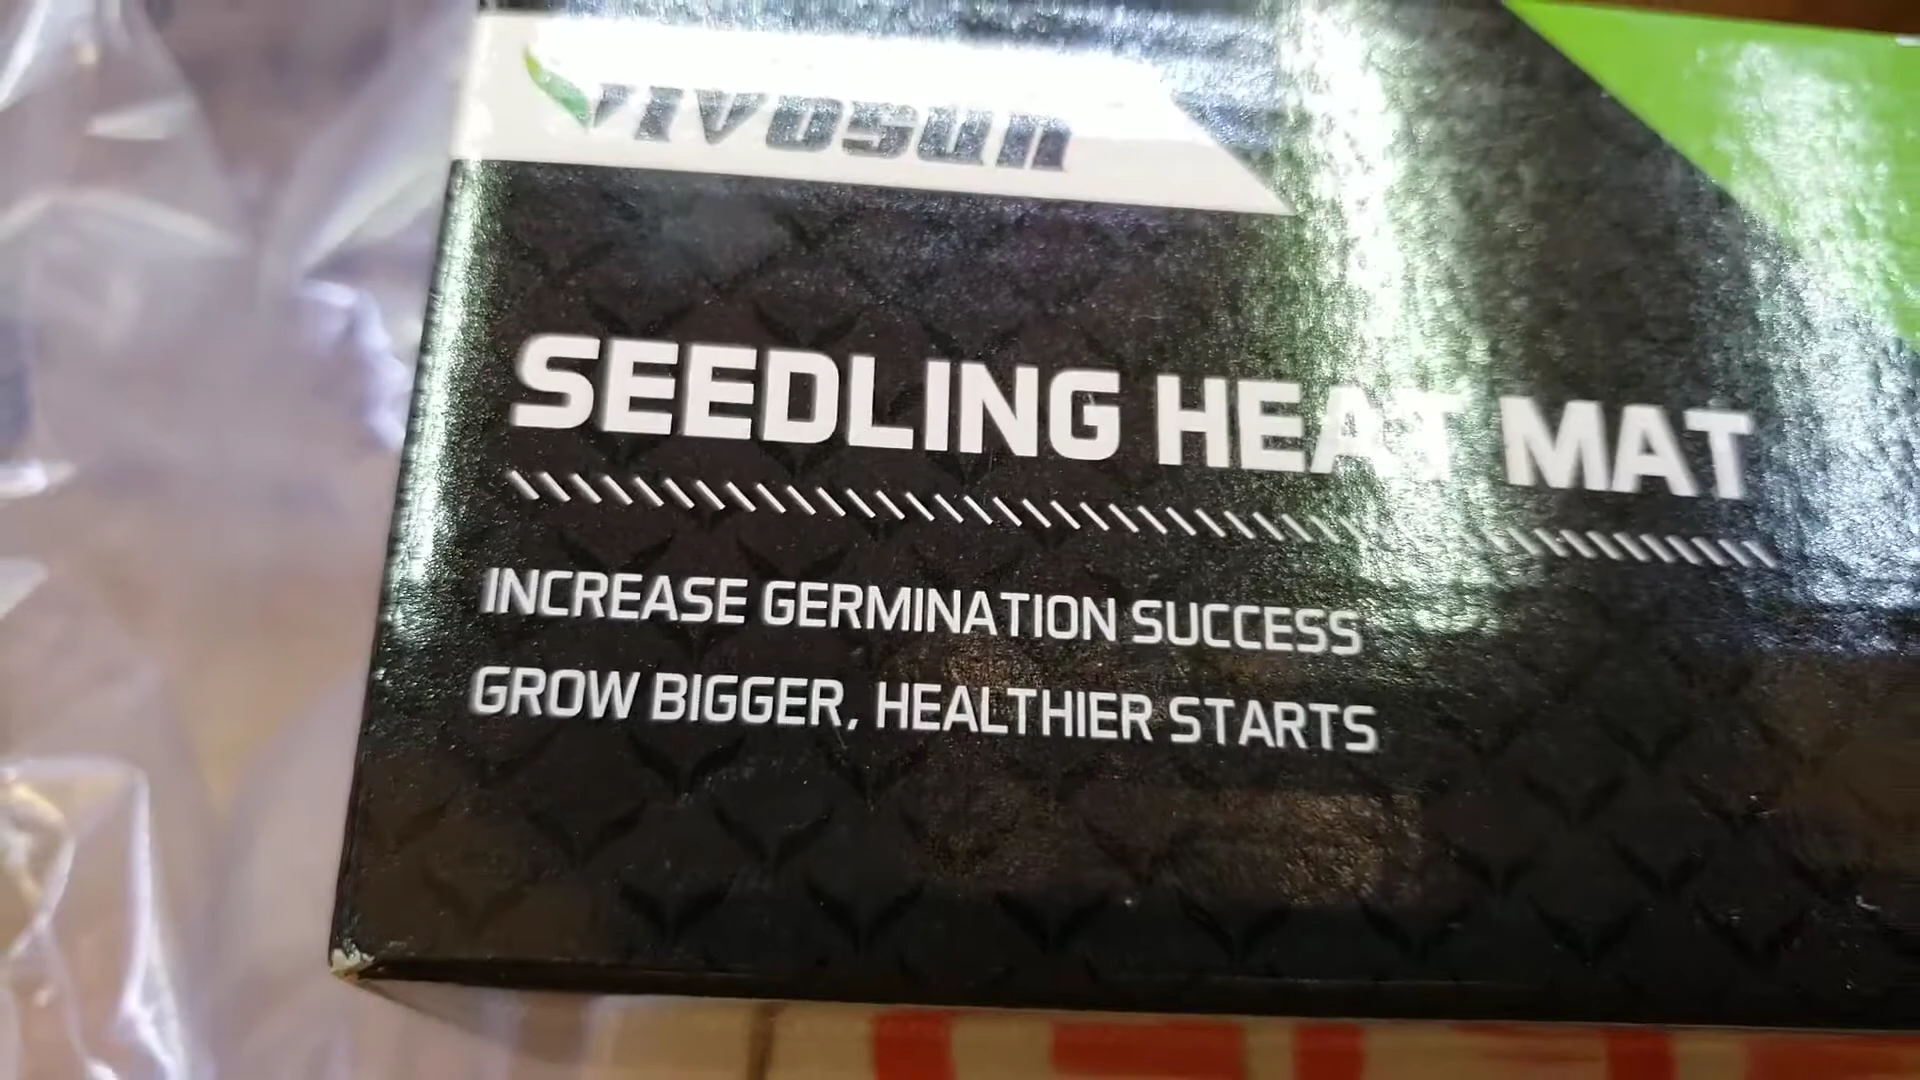 vivosun
SEEDLING HEAT MAT
INCREASE GERMINATION SUCCESS
GROW BIGGER, HEALTHIER STARTS